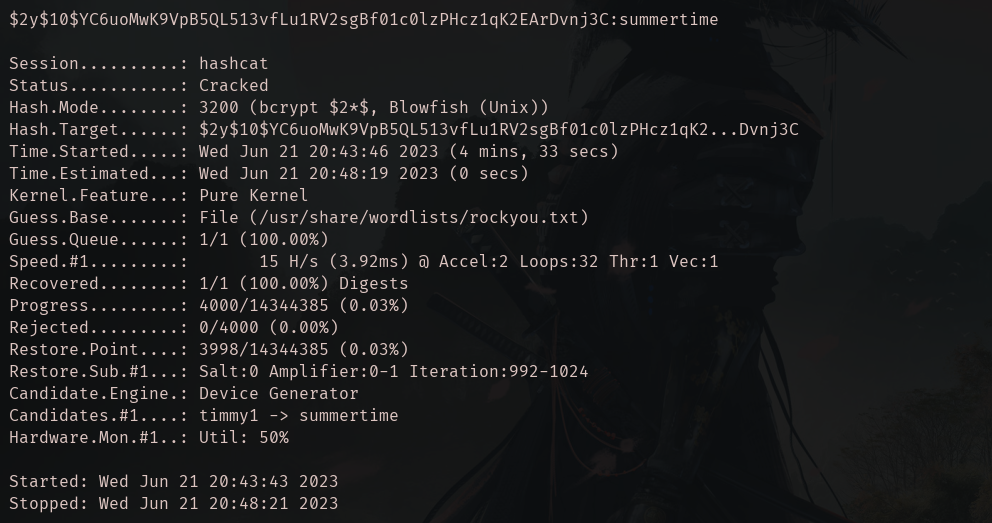 $2y$10$YC6uoMwK9VpB5QL513vfLu1RV2sgBf01c0lzPHcz1qK2EArDvnj3C:summertime
Session..........: hashcat
Status...........: Cracked
Hash.Mode........: 3200 (bcrypt $2*$, Blowfish (Unix))
Hash.Target......: $2y$10$YC6uoMwK9VpB5QL513vfLu1RV2sgBf01c0lzPHcz1qK2...Dvnj3C
Time.Started.....: Wed Jun 21 20:43:46 2023 (4 mins, 33 secs)
Time.Estimated...: Wed Jun 21 20:48:19 2023 (0 secs)
Kernel.Feature...: Pure Kernel
Guess.Base.......: File (/usr/share/wordlists/rockyou.txt)
Guess.Queue......: 1/1 (100.00%)
Speed.#1.........:       15 H/s (3.92ms) @ Accel:2 Loops:32 Thr:1 Vec:1
Recovered........: 1/1 (100.00%) Digests
Progress.........: 4000/14344385 (0.03%)
Rejected.........: 0/4000 (0.00%)
Restore.Point....: 3998/14344385 (0.03%)
Restore.Sub.#1...: Salt:0 Amplifier:0-1 Iteration:992-1024
Candidate.Engine.: Device Generator
Candidates.#1....: timmy1 -> summertime
Hardware.Mon.#1..: Util: 50%
Started: Wed Jun 21 20:43:43 2023
Stopped: Wed Jun 21 20:48:21 2023